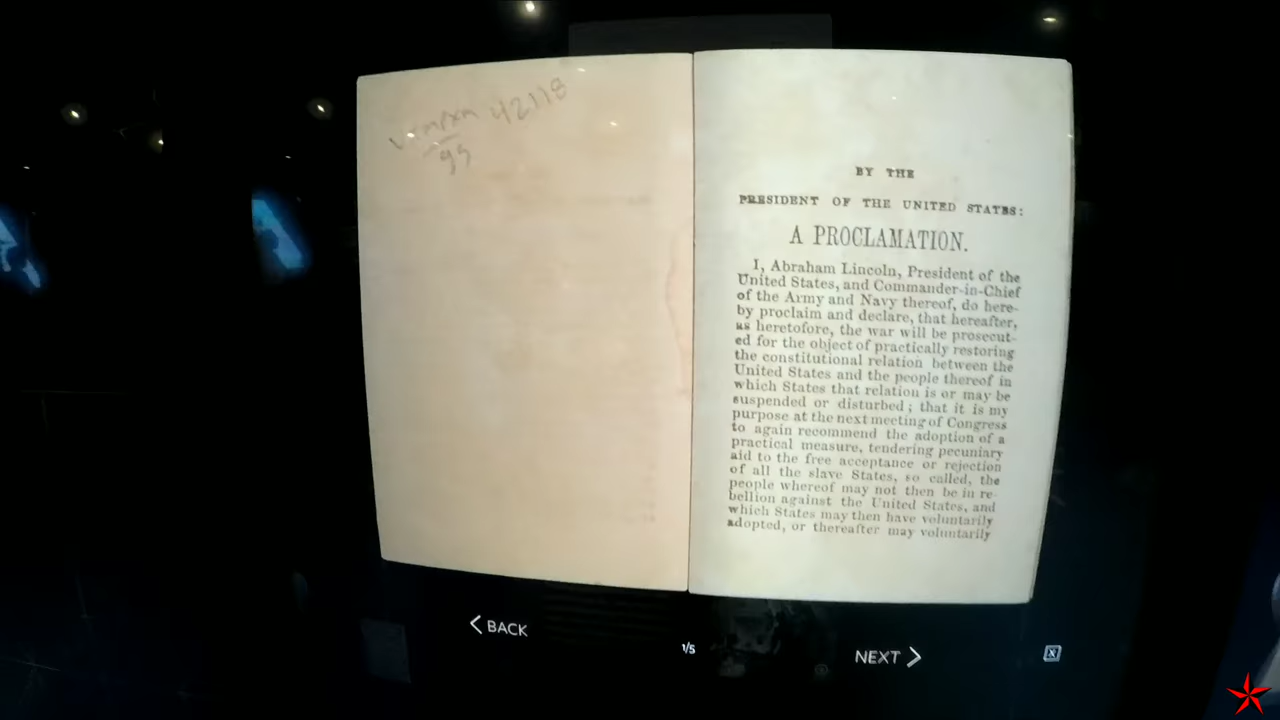 42118
95
BY THE
PRESIDENT OF THE UNITED STATES:
A PROCLAMATION.
I, Abraham Lincoln, President of the
United States, and Commander-in-Chief
of the Army and Navy thereof, do here-
by proclaim and declare, that hereafter,
as heretofore, the war will be prosecut-
ed for the object of practically restoring
the constitutional relation between the
United States and the people thereof in
which States that relation is or may be
suspended or disturbed; that it is my
purpose at the next meeting of Congress
to again recommend the adoption of a
practical measure, tendering pecuniary
aid to the free acceptance or rejection
of all the slave States, so called, the
people whereof may not then be in re-
bellion against the United States, and
which States may then have voluntarily
adopted, or thereafter may voluntarily
BACK
1/5
NEXT
X